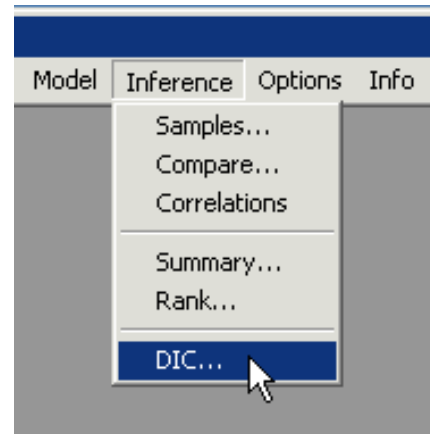 Model Inference Options Info
Samples...
Compare...
Correlations
Summary...
Rank...
DIC...